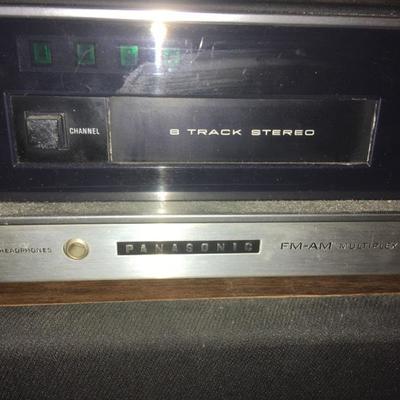 CHANNEL
8 TRACK STEREO
HEADPHONES
PANASONIC
FM-AM MULTIPLEX